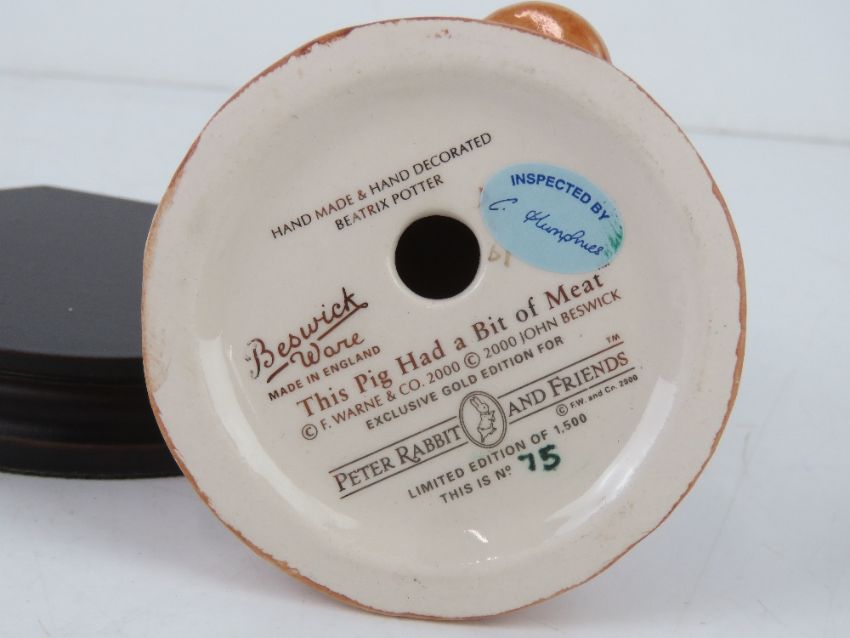 HAND MADE & HAND DECORATED
BEATRIX POTTER
INSPECTED BY
C. Humphries
Beswick
Ware
MADE IN ENGLAND
This Pig Had a Bit of Meat
© F. WARNE & CO. 2000 © 2000 JOHN BESWICK
EXCLUSIVE GOLD EDITION FOR
PETER RABBIT AND FRIENDS ™
© F.W. and Co. 2000
LIMITED EDITION OF 1,500
THIS IS Nº 75